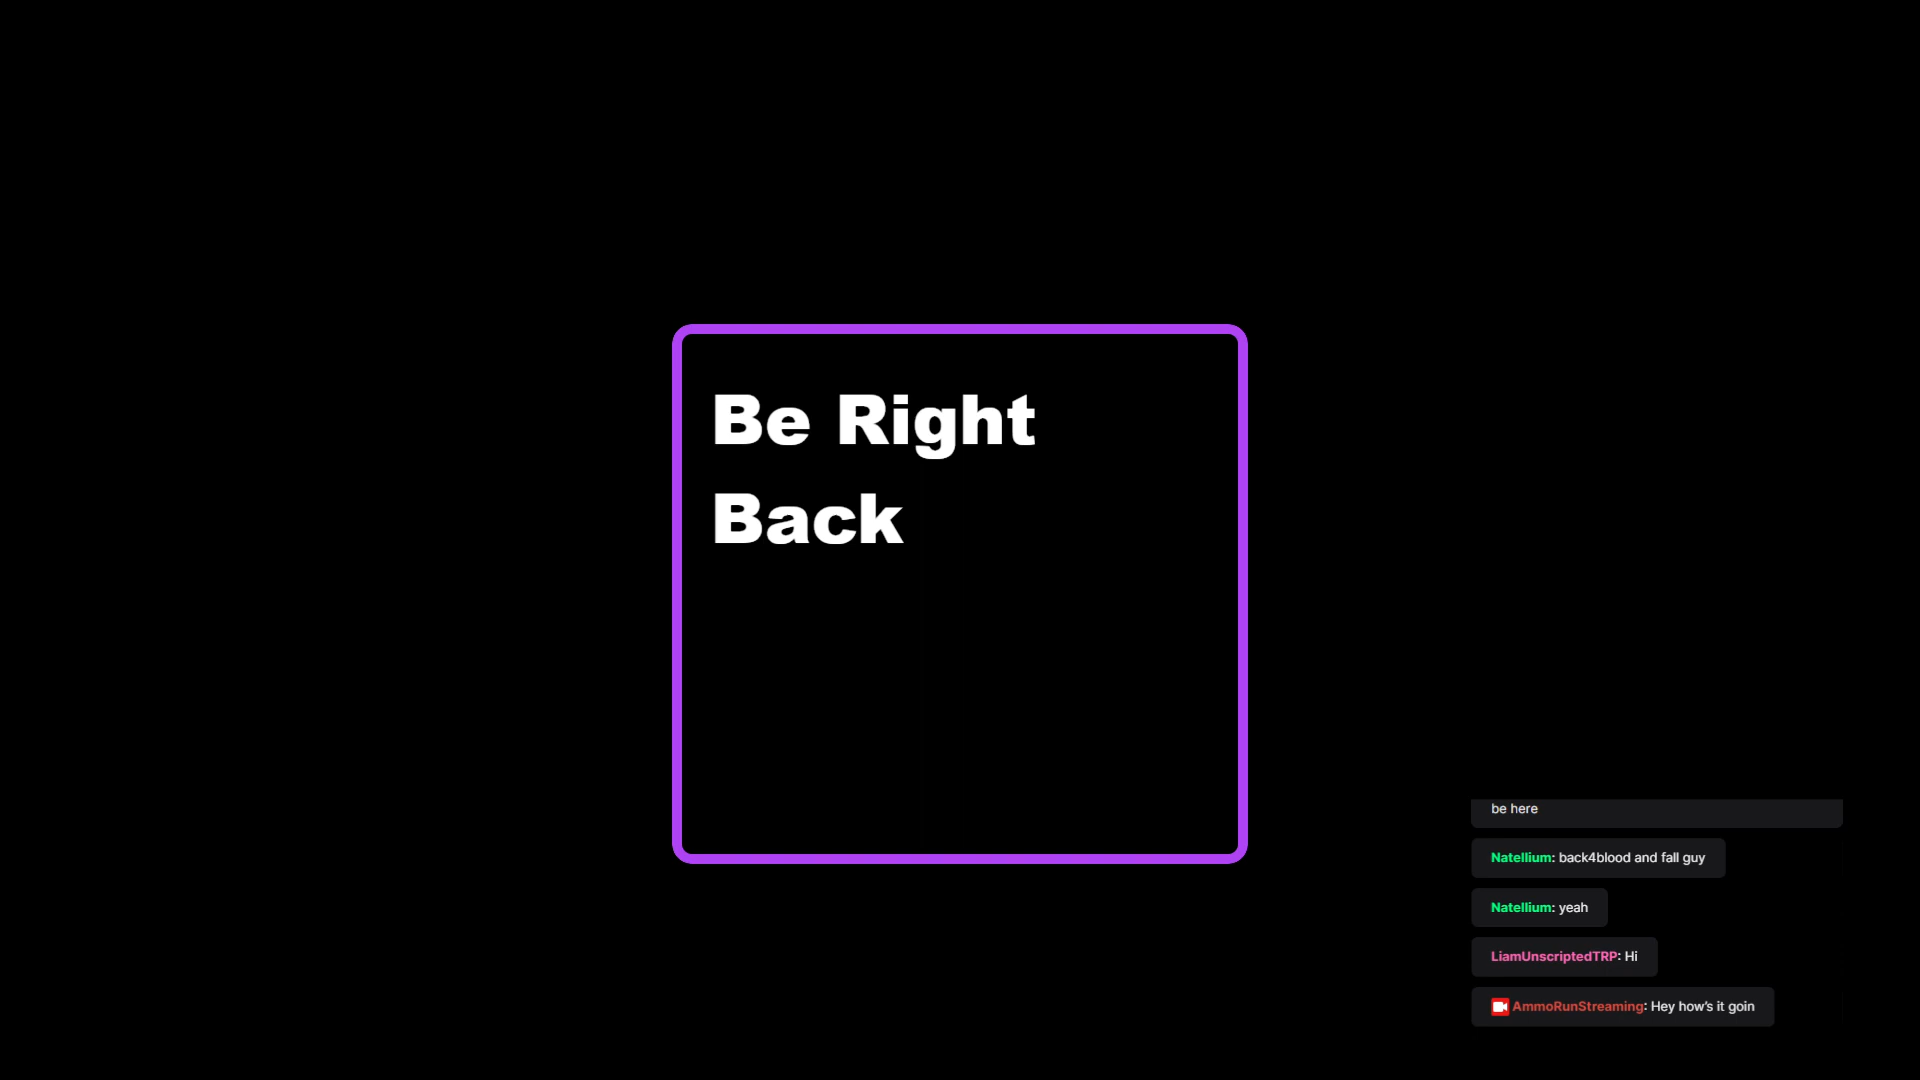 Be Right
Back
be here
Natellium: back4blood and fall guy
Natellium: yeah
LiamUnscriptedTRP: Hi
AmmoRunStreaming: Hey how's it goin